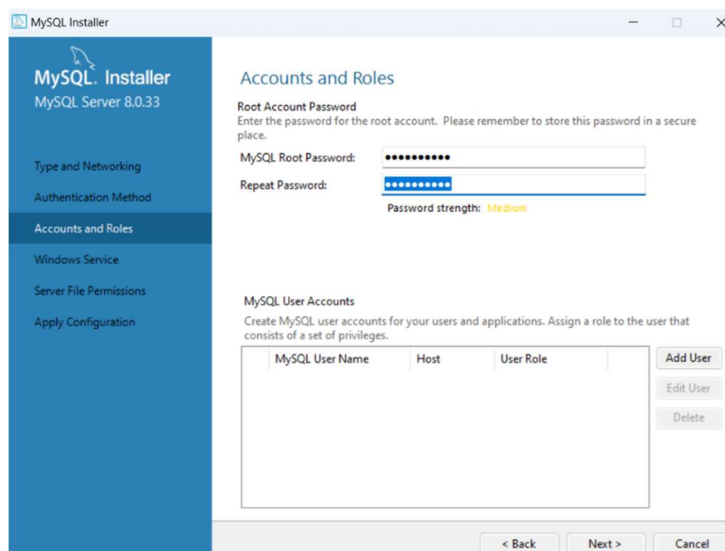 MySQL Installer
MySQL. Installer
MySQL Server 8.0.33
Type and Networking
Authentication Method
Accounts and Roles
Windows Service
Server File Permissions
Apply Configuration
Accounts and Roles
Root Account Password
Enter the password for the root account. Please remember to store this password in a secure
place.
MySQL Root Password: ●●●●●●●●●●
Repeat Password: ●●●●●●●●●●
Password strength: Medium
MySQL User Accounts
Create MySQL user accounts for your users and applications. Assign a role to the user that
consists of a set of privileges.
MySQL User Name Host User Role
Add User
Edit User
Delete
< Back Next > Cancel